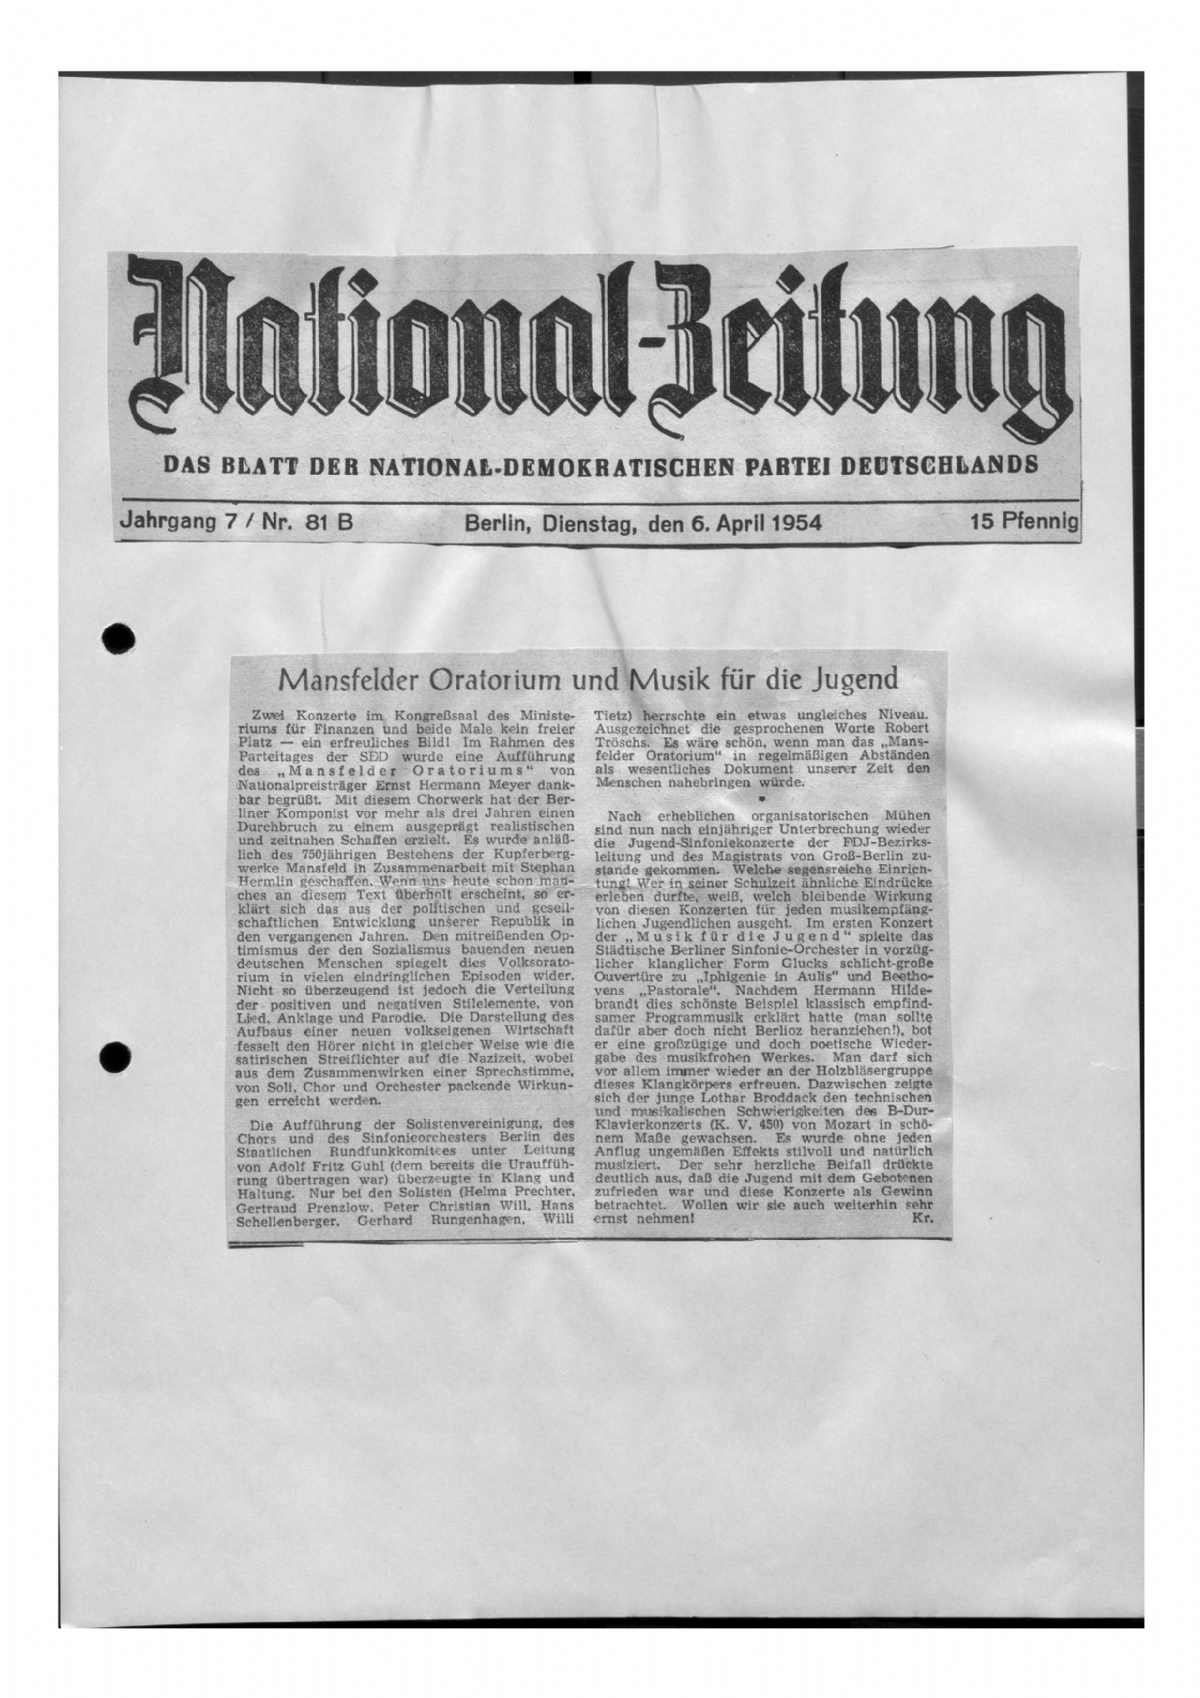 National-Zeitung
DAS BLATT DER NATIONAL-DEMOKRATISCHEN PARTEI DEUTSCHLANDS
Jahrgang 7 / Nr. 81 B Berlin, Dienstag, den 6. April 1954 15 Pfennig
Mansfelder Oratorium und Musik für die Jugend
Zwei Konzerte im Kongreßsaal des Ministe-
riums für Finanzen und beide Male kein freier
Platz — ein erfreuliches Bild! Im Rahmen des
Parteitages der SED wurde eine Aufführung
des „Mansfelder Oratoriums“ von
Nationalpreisträger Ernst Hermann Meyer dank-
bar begrüßt. Mit diesem Chorwerk hat der Ber-
liner Komponist vor mehr als drei Jahren einen
Durchbruch zu einem ausgeprägt realistischen
und zeitnahen Schaffen erzielt. Es wurde anläß-
lich des 750jährigen Bestehens der Kupferberg-
werke Mansfeld in Zusammenarbeit mit Stephan
Hermlin geschaffen. Wenn uns heute schon man-
ches an diesem Text überholt erscheint, so er-
klärt sich das aus der politischen und gesell-
schaftlichen Entwicklung unserer Republik in
den vergangenen Jahren. Den mitreißenden Op-
timismus der den Sozialismus bauenden neuen
deutschen Menschen spiegelt dies Volksorato-
rium in vielen eindringlichen Episoden wider.
Nicht so überzeugend ist jedoch die Verteilung
der positiven und negativen Stilelemente, von
Lied, Anklage und Parodie. Die Darstellung des
Aufbaus einer neuen volkseigenen Wirtschaft
fesselt den Hörer nicht in gleicher Weise wie die
satirischen Streiflichter auf die Nazizeit, wobei
aus dem Zusammenwirken einer Sprechstimme,
von Soli, Chor und Orchester packende Wirkun-
gen erreicht werden.
Die Aufführung der Solistenvereinigung, des
Chors und des Sinfonieorchesters Berlin des
Staatlichen Rundfunkkomitees unter Leitung
von Adolf Fritz Guhl (dem bereits die Urauffüh-
rung übertragen war) überzeugte in Klang und
Haltung. Nur bei den Solisten (Helma Prechter,
Gertraud Prenzlow, Peter Christian Will, Hans
Schellenberger, Gerhard Rungenhagen, Willi
Tietz) herrschte ein etwas ungleiches Niveau.
Ausgezeichnet die gesprochenen Worte Robert
Tröschs. Es wäre schön, wenn man das „Mans-
felder Oratorium“ in regelmäßigen Abständen
als wesentliches Dokument unserer Zeit den
Menschen nahebringen würde.
*
Nach erheblichen organisatorischen Mühen
sind nun nach einjähriger Unterbrechung wieder
die Jugend-Sinfoniekonzerte der FDJ-Bezirks-
leitung und des Magistrats von Groß-Berlin zu-
stande gekommen. Welche segensreiche Einrich-
tung! Wer in seiner Schulzeit ähnliche Eindrücke
erleben durfte, weiß, welch bleibende Wirkung
von diesen Konzerten für jeden musikempfäng-
lichen Jugendlichen ausgeht. Im ersten Konzert
der „Musik für die Jugend“ spielte das
Städtische Berliner Sinfonie-Orchester in vorzüg-
licher klanglicher Form Glucks schlicht-große
Ouvertüre zu „Iphigenie in Aulis“ und Beetho-
vens „Pastorale“. Nachdem Hermann Hilde-
brandt dies schönste Beispiel klassisch empfind-
samer Programmusik erklärt hatte (man sollte
dafür aber doch nicht Berlioz heranziehen!), bot
er eine großzügige und doch poetische Wieder-
gabe des musikfrohen Werkes. Man darf sich
vor allem immer wieder an der Holzbläsergruppe
dieses Klangkörpers erfreuen. Dazwischen zeigte
sich der junge Lothar Broddack den technischen
und musikalischen Schwierigkeiten des B-Dur-
Klavierkonzerts (K. V. 450) von Mozart in schö-
nem Maße gewachsen. Es wurde ohne jeden
Anflug ungemäßen Effekts stilvoll und natürlich
musiziert. Der sehr herzliche Beifall drückte
deutlich aus, daß die Jugend mit dem Gebotenen
zufrieden war und diese Konzerte als Gewinn
betrachtet. Wollen wir sie auch weiterhin sehr
ernst nehmen! Kr.